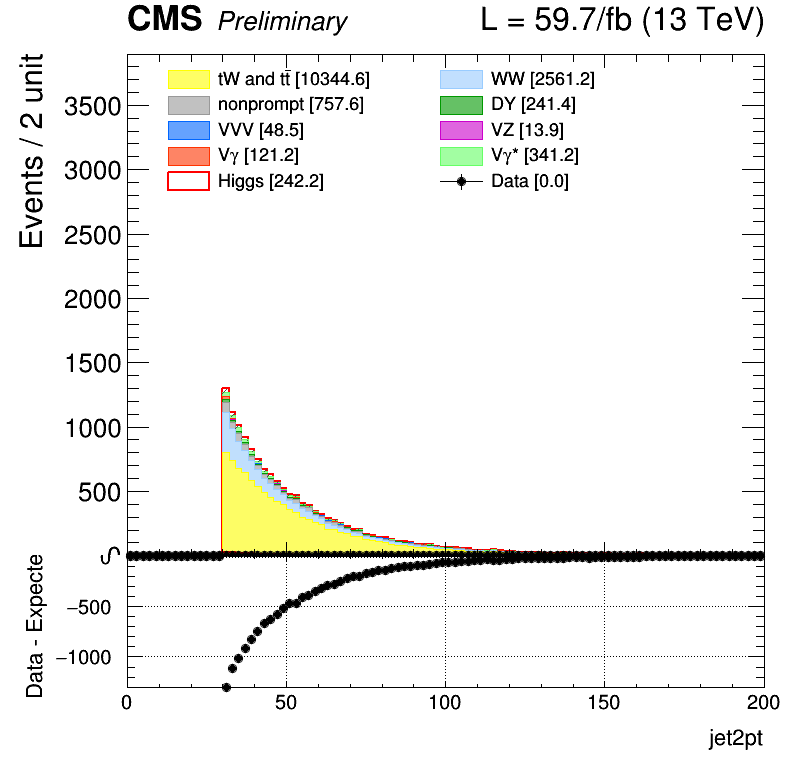 CMS Preliminary L = 59.7/fb (13 TeV)
Events / 2 unit
tW and tt̄ [10344.6] WW [2561.2]
nonprompt [757.6] DY [241.4]
VVV [48.5] VZ [13.9]
Vγ [121.2] Vγ* [341.2]
Higgs [242.2] Data [0.0]
3500
3000
2500
2000
1500
1000
500
0
Data - Expecte
−500
−1000
0 50 100 150 200
jet2pt